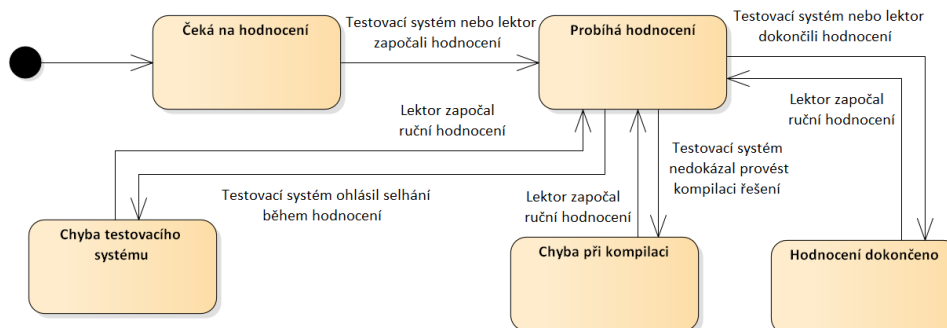 Čeká na hodnocení
Testovací systém nebo lektor
započali hodnocení
Probíhá hodnocení
Testovací systém nebo lektor
dokončili hodnocení
Lektor započal
ruční hodnocení
Lektor započal
ruční hodnocení
Testovací systém
nedokázal provést
kompilaci řešení
Testovací systém ohlásil selhání
během hodnocení
Lektor započal
ruční hodnocení
Chyba testovacího
systému
Chyba při kompilaci
Hodnocení dokončeno